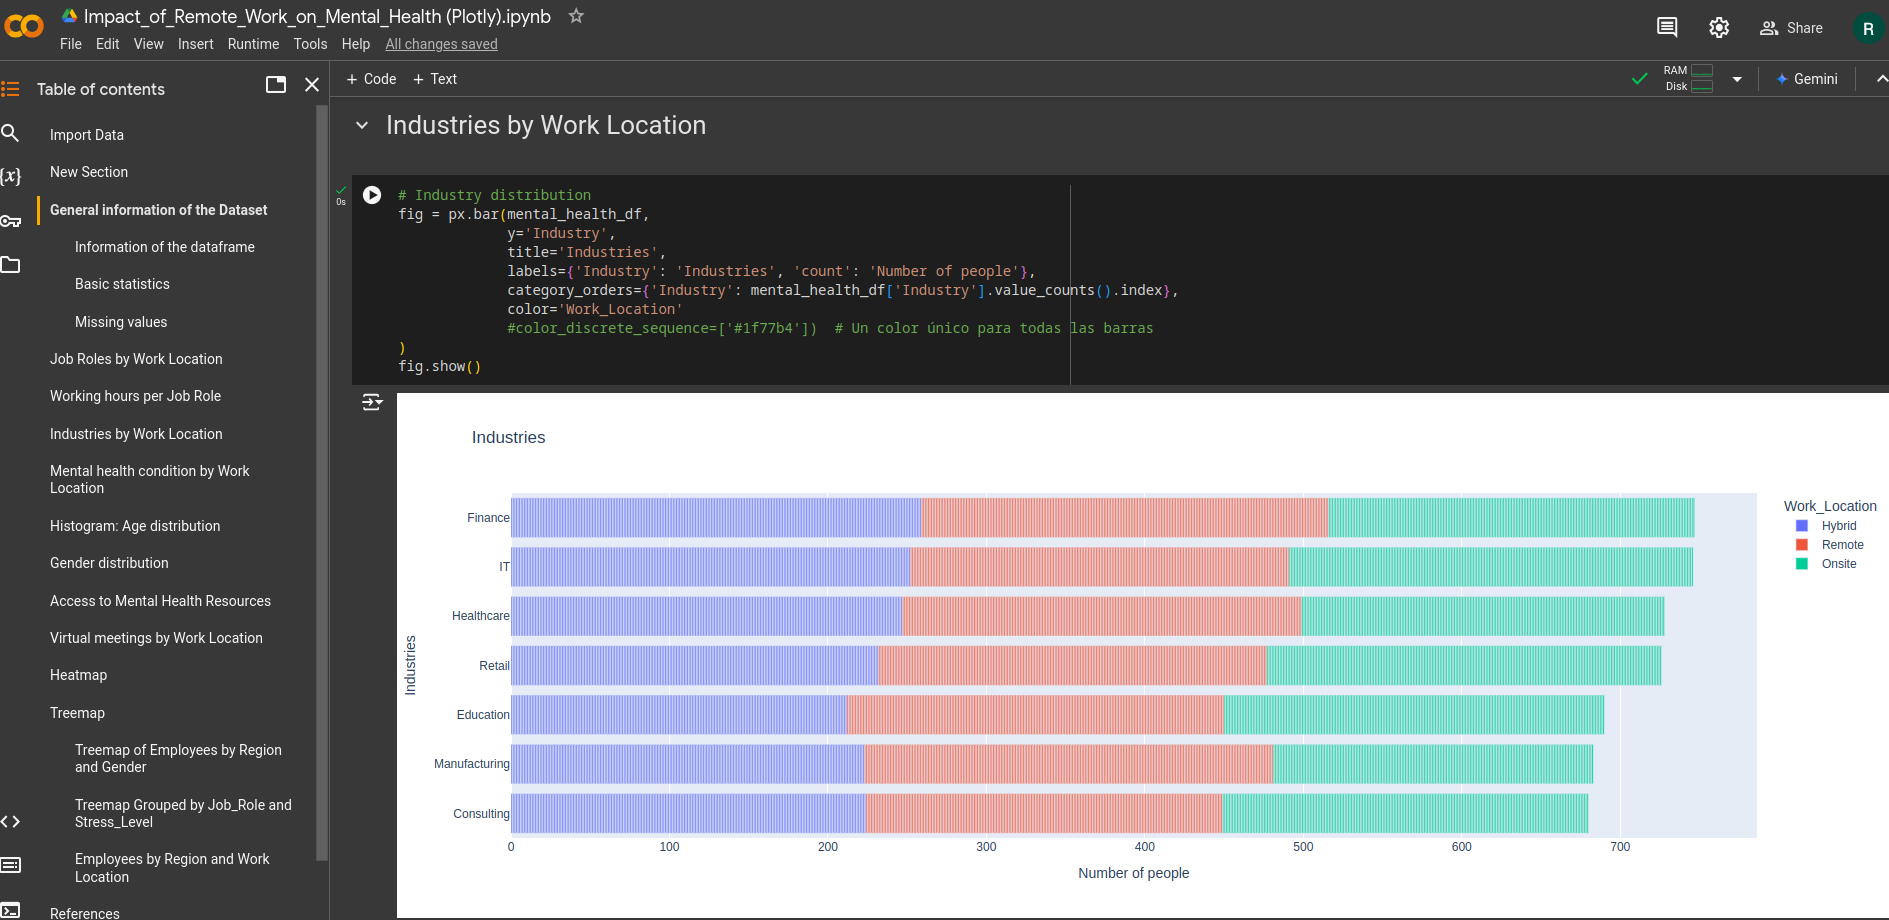 Impact_of_Remote_Work_on_Mental_Health (Plotly).ipynb
File Edit View Insert Runtime Tools Help All changes saved
Share
R
Table of contents
Import Data
New Section
General information of the Dataset
Information of the dataframe
Basic statistics
Missing values
Job Roles by Work Location
Working hours per Job Role
Industries by Work Location
Mental health condition by Work
Location
Histogram: Age distribution
Gender distribution
Access to Mental Health Resources
Virtual meetings by Work Location
Heatmap
Treemap
Treemap of Employees by Region
and Gender
Treemap Grouped by Job_Role and
Stress_Level
Employees by Region and Work
Location
References
+ Code + Text
RAM
Disk
Gemini
Industries by Work Location
0s
# Industry distribution
fig = px.bar(mental_health_df,
y='Industry',
title='Industries',
labels={'Industry': 'Industries', 'count': 'Number of people'},
category_orders={'Industry': mental_health_df['Industry'].value_counts().index},
color='Work_Location'
#color_discrete_sequence=['#1f77b4']) # Un color único para todas las barras
)
fig.show()
Industries
Work_Location
Hybrid
Remote
Onsite
Industries
Finance
IT
Healthcare
Retail
Education
Manufacturing
Consulting
0 100 200 300 400 500 600 700
Number of people